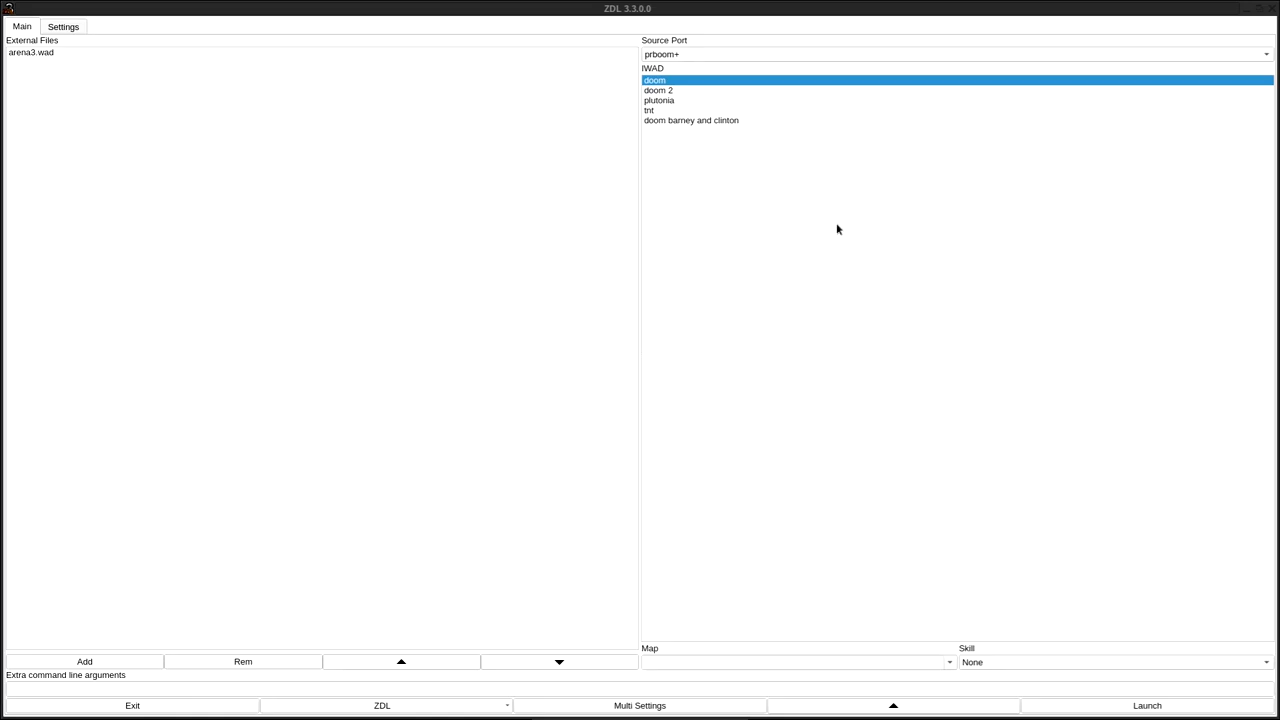 ZDL 3.3.0.0
Main Settings
External Files
arena3.wad
Source Port
prboom+
IWAD
doom
doom 2
plutonia
tnt
doom barney and clinton
Map Skill
None
Add Rem
Extra command line arguments
Exit ZDL Multi Settings Launch